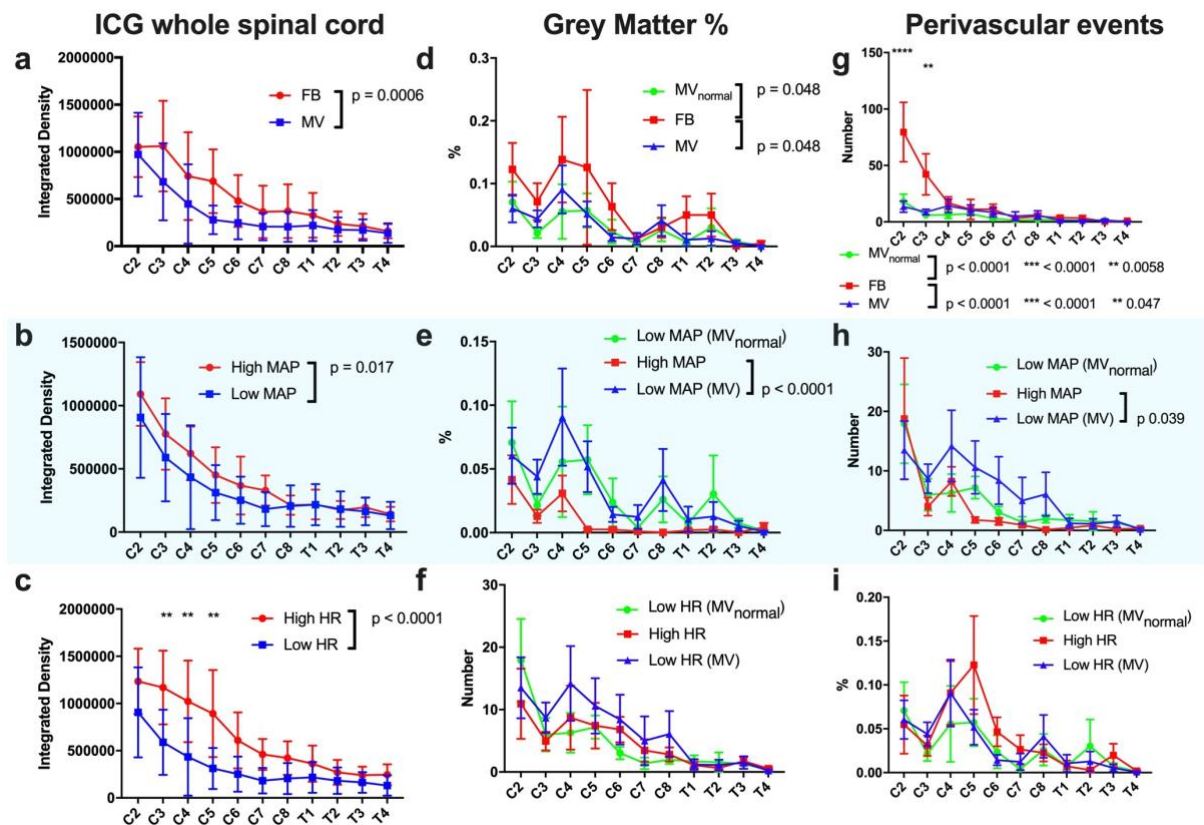 ICG whole spinal cord
Grey Matter %
Perivascular events
a
2000000
1500000
1000000
500000
0
Integrated Density
FB
MV
p = 0.0006
C2 C3 C4 C5 C6 C7 C8 T1 T2 T3 T4
d
0.3
0.2
0.1
0.0
%
MVnormal
FB
MV
p = 0.048
p = 0.048
C2 C3 C4 C5 C6 C7 C8 T1 T2 T3 T4
g
150
100
50
0
Number
**** **
C2 C3 C4 C5 C6 C7 C8 T1 T2 T3 T4
MVnormal
FB
MV
p < 0.0001 *** < 0.0001 ** 0.0058
p < 0.0001 *** < 0.0001 ** 0.047
b
1500000
1000000
500000
0
Integrated Density
High MAP
Low MAP
p = 0.017
C2 C3 C4 C5 C6 C7 C8 T1 T2 T3 T4
e
0.15
0.10
0.05
0.00
%
Low MAP (MVnormal)
High MAP
Low MAP (MV)
p < 0.0001
C2 C3 C4 C5 C6 C7 C8 T1 T2 T3 T4
h
30
20
10
0
Number
Low MAP (MVnormal)
High MAP
Low MAP (MV)
p 0.039
C2 C3 C4 C5 C6 C7 C8 T1 T2 T3 T4
c
2000000
1500000
1000000
500000
0
Integrated Density
** ** **
High HR
Low HR
p < 0.0001
C2 C3 C4 C5 C6 C7 C8 T1 T2 T3 T4
f
30
20
10
0
Number
Low HR (MVnormal)
High HR
Low HR (MV)
C2 C3 C4 C5 C6 C7 C8 T1 T2 T3 T4
i
0.20
0.15
0.10
0.05
0.00
%
Low HR (MVnormal)
High HR
Low HR (MV)
C2 C3 C4 C5 C6 C7 C8 T1 T2 T3 T4